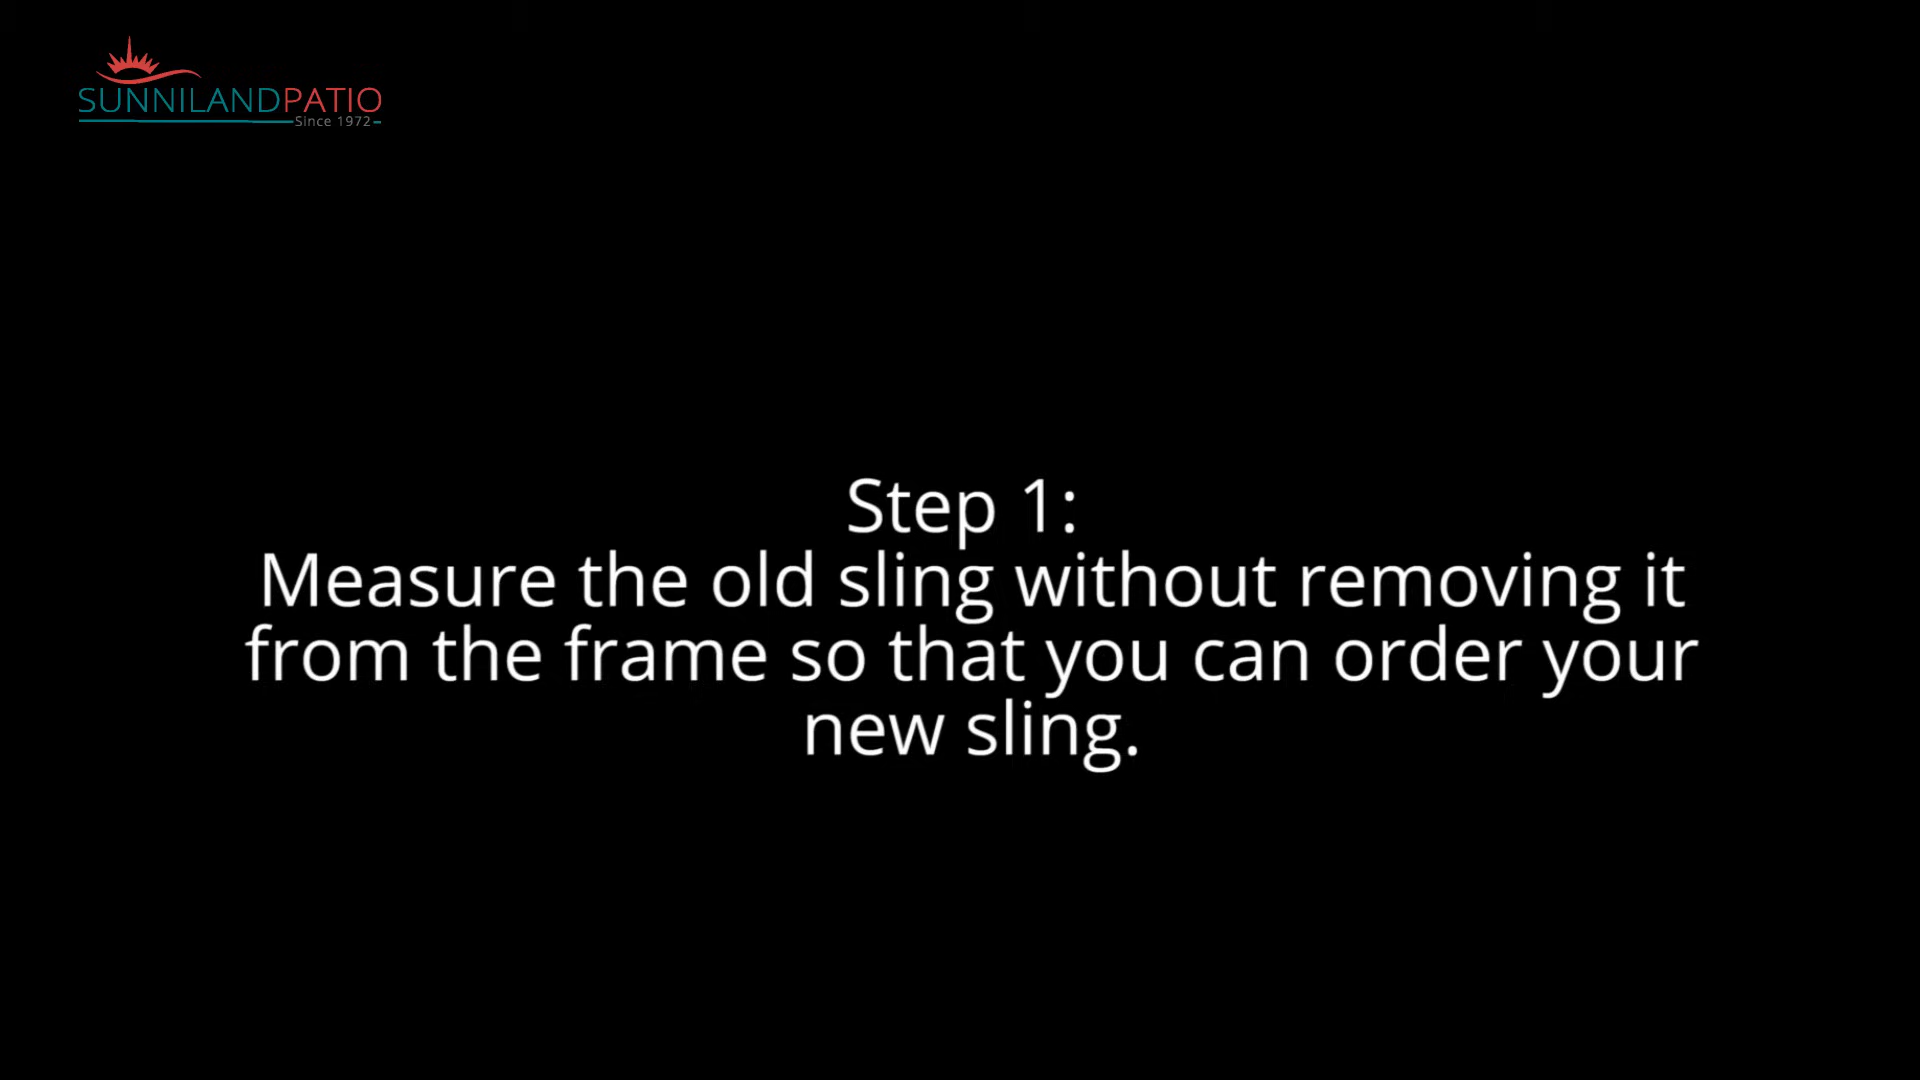 SUNNILANDPATIO
Since 1972
Step 1:
Measure the old sling without removing it
from the frame so that you can order your
new sling.